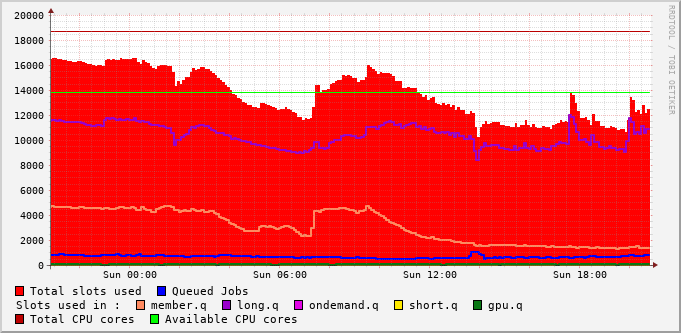 20000
18000
16000
14000
12000
10000
8000
6000
4000
2000
0
Sun 00:00 Sun 06:00 Sun 12:00 Sun 18:00
RRDTOOL / TOBI OETIKER
Total slots used Queued Jobs
Slots used in : member.q long.q ondemand.q short.q gpu.q
Total CPU cores Available CPU cores